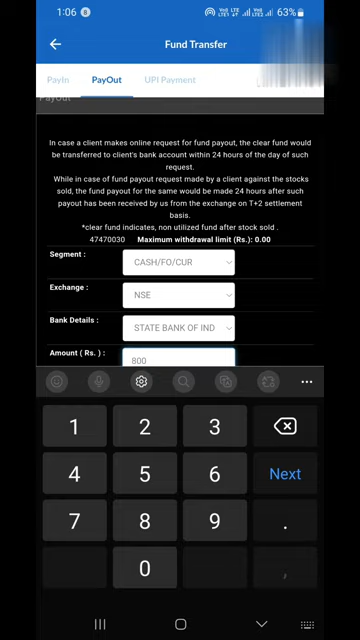 1:06 8 Vo) LTE1 Vo) LTE2 63%
Fund Transfer
PayIn PayOut UPI Payment
PayOut
In case a client makes online request for fund payout, the clear fund would
be transferred to client's bank account within 24 hours of the day of such
request.
While in case of fund payout request made by a client against the stocks
sold, the fund payout for the same would be made 24 hours after such
payout has been received by us from the exchange on T+2 settlement
basis.
*clear fund indicates, non utilized fund after stock sold .
47470030 Maximum withdrawal limit (Rs.): 0.00
Segment : CASH/FO/CUR
Exchange : NSE
Bank Details : STATE BANK OF IND
Amount ( Rs. ) : 800
1 2 3
4 5 6 Next
7 8 9 .
0 ,